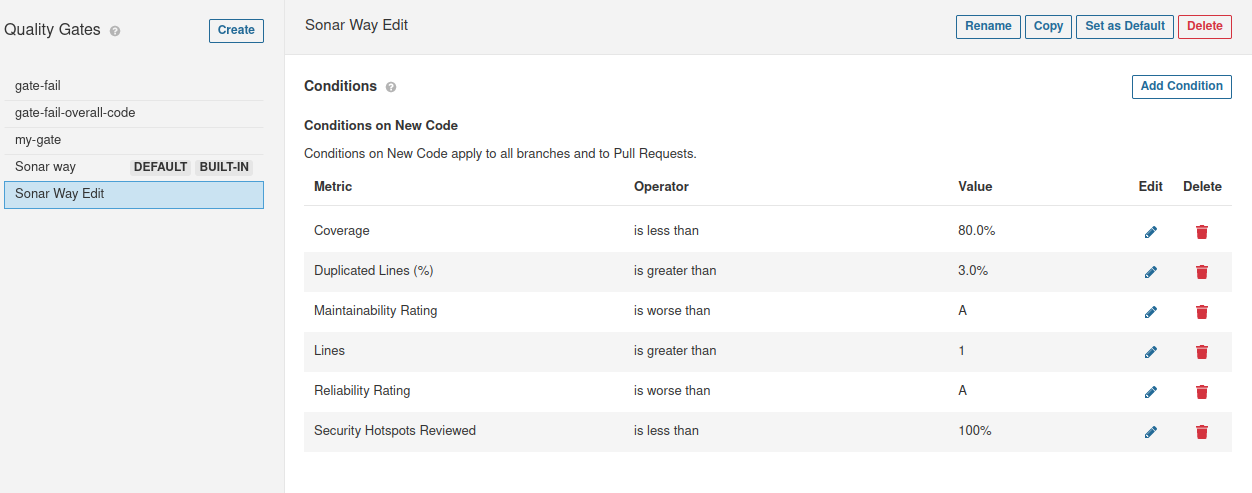 Quality Gates ?
Create
gate-fail
gate-fail-overall-code
my-gate
Sonar way DEFAULT BUILT-IN
Sonar Way Edit
Sonar Way Edit
Rename Copy Set as Default Delete
Conditions ?
Add Condition
Conditions on New Code
Conditions on New Code apply to all branches and to Pull Requests.
Metric Operator Value Edit Delete
Coverage is less than 80.0%
Duplicated Lines (%) is greater than 3.0%
Maintainability Rating is worse than A
Lines is greater than 1
Reliability Rating is worse than A
Security Hotspots Reviewed is less than 100%